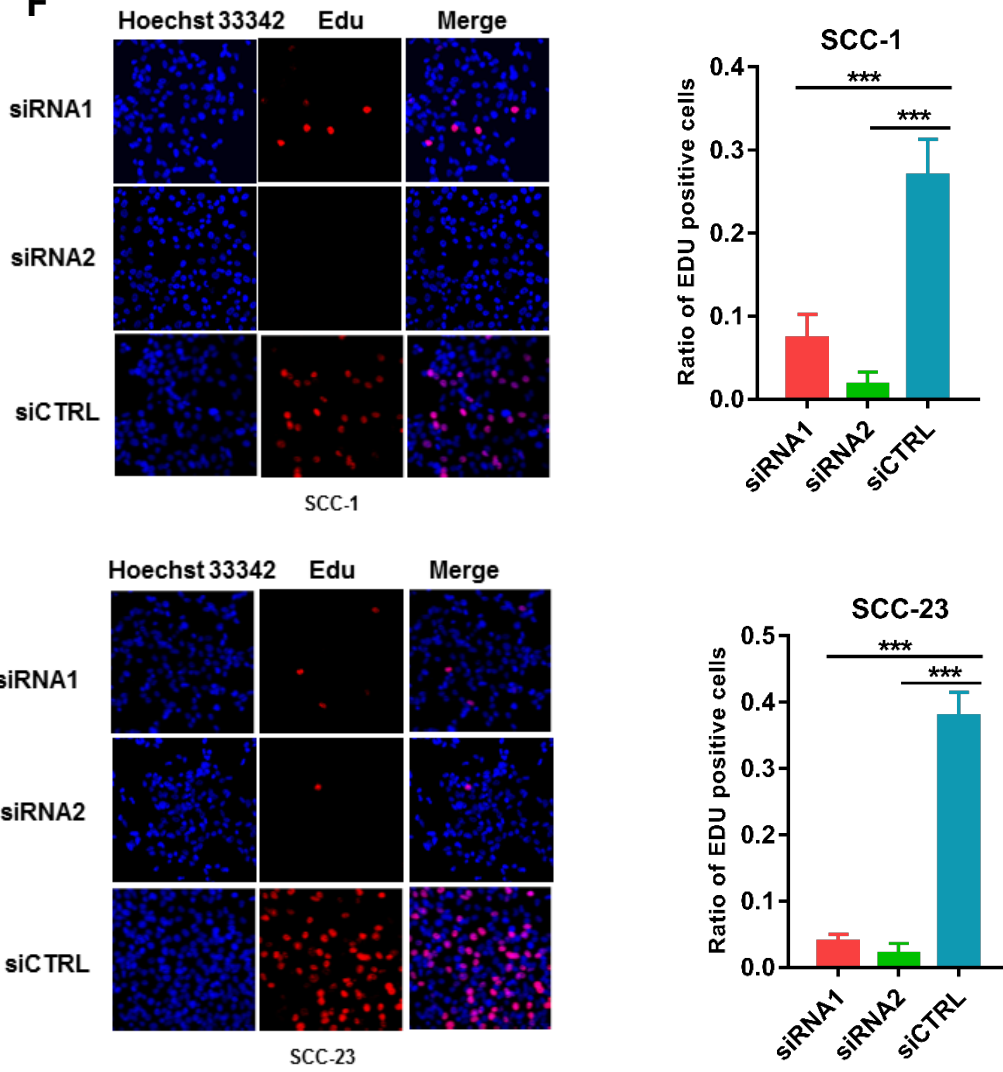 F
Hoechst 33342 Edu Merge
siRNA1
siRNA2
siCTRL
SCC-1
SCC-1
Ratio of EDU positive cells
0.4
0.3
0.2
0.1
0.0
***
***
siRNA1
siRNA2
siCTRL
Hoechst 33342 Edu Merge
siRNA1
siRNA2
siCTRL
SCC-23
SCC-23
Ratio of EDU positive cells
0.5
0.4
0.3
0.2
0.1
0.0
***
***
siRNA1
siRNA2
siCTRL